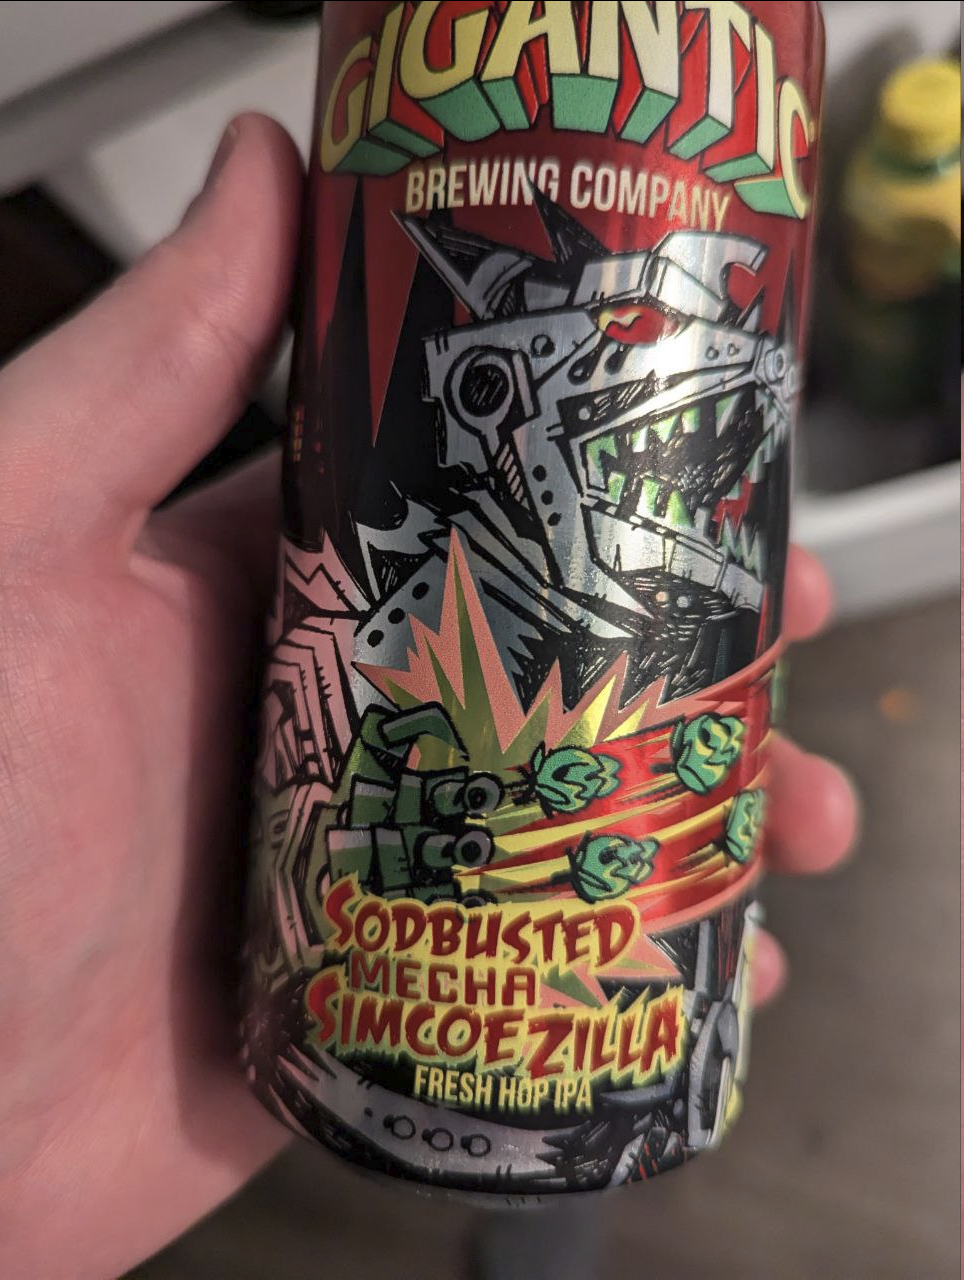 GIGANTIC
BREWING COMPANY
SODBUSTED
MECHA
SIMCOEZILLA
FRESH HOP IPA